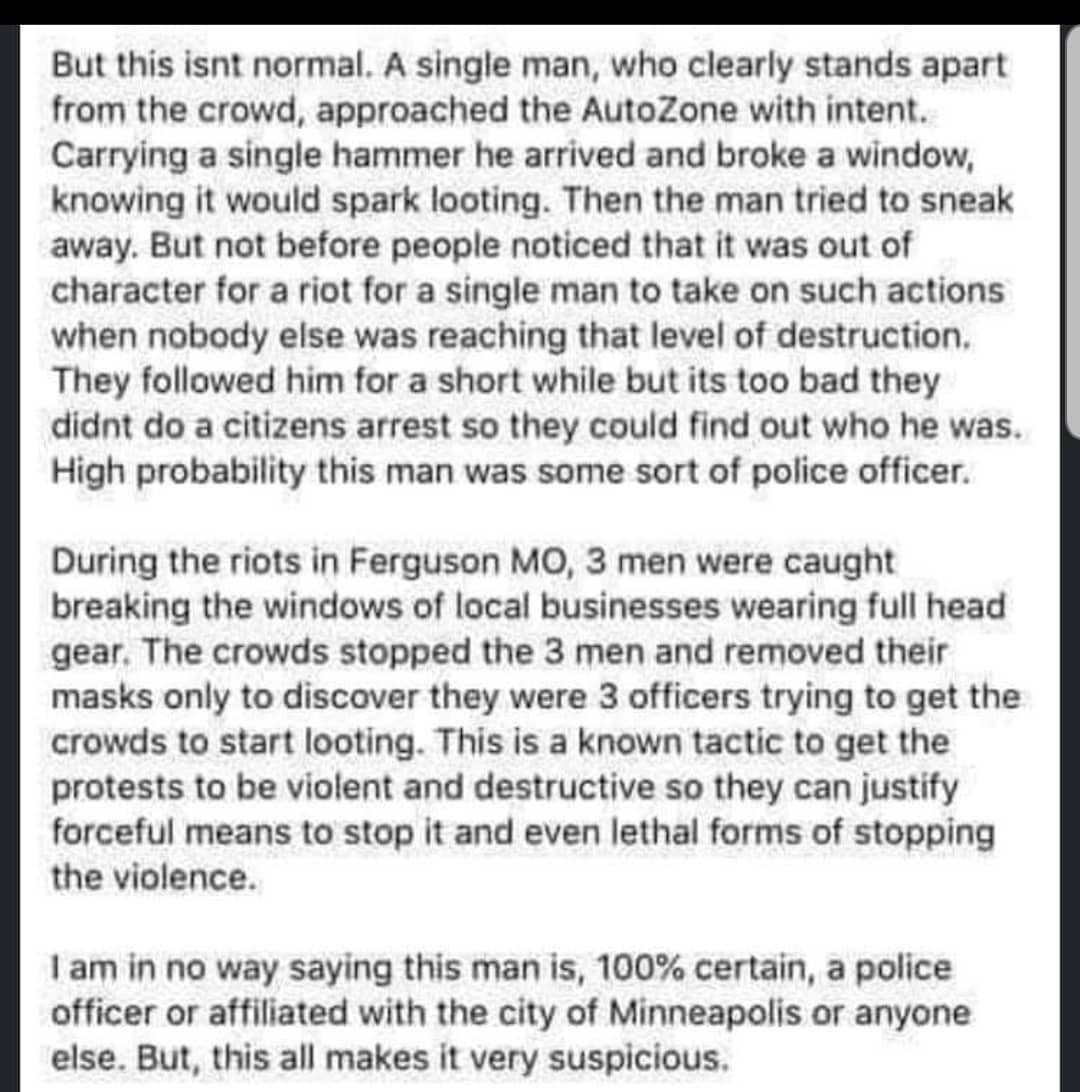 But this isnt normal. A single man, who clearly stands apart
from the crowd, approached the AutoZone with intent.
Carrying a single hammer he arrived and broke a window,
knowing it would spark looting. Then the man tried to sneak
away. But not before people noticed that it was out of
character for a riot for a single man to take on such actions
when nobody else was reaching that level of destruction.
They followed him for a short while but its too bad they
didnt do a citizens arrest so they could find out who he was.
High probability this man was some sort of police officer.
During the riots in Ferguson MO, 3 men were caught
breaking the windows of local businesses wearing full head
gear. The crowds stopped the 3 men and removed their
masks only to discover they were 3 officers trying to get the
crowds to start looting. This is a known tactic to get the
protests to be violent and destructive so they can justify
forceful means to stop it and even lethal forms of stopping
the violence.
I am in no way saying this man is, 100% certain, a police
officer or affiliated with the city of Minneapolis or anyone
else. But, this all makes it very suspicious.